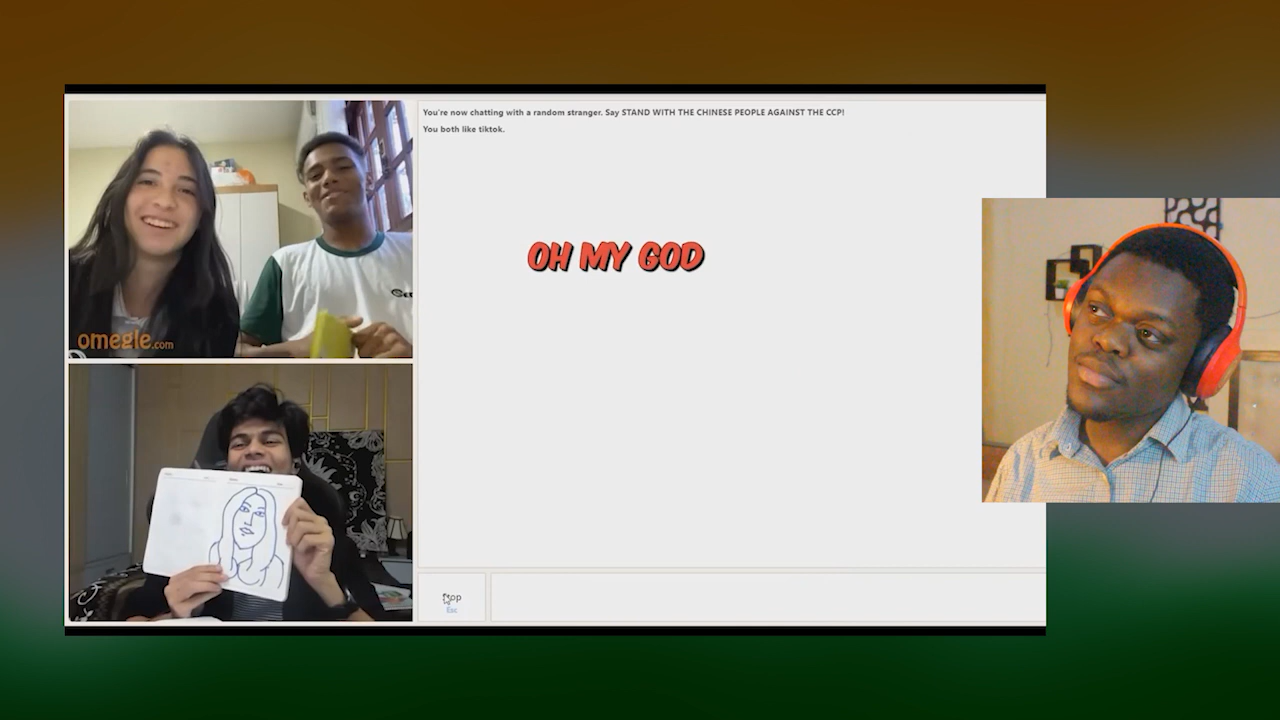 You're now chatting with a random stranger. Say STAND WITH THE CHINESE PEOPLE AGAINST THE CCP!
You both like tiktok.
OH MY GOD
omegle.com
Stop
Esc